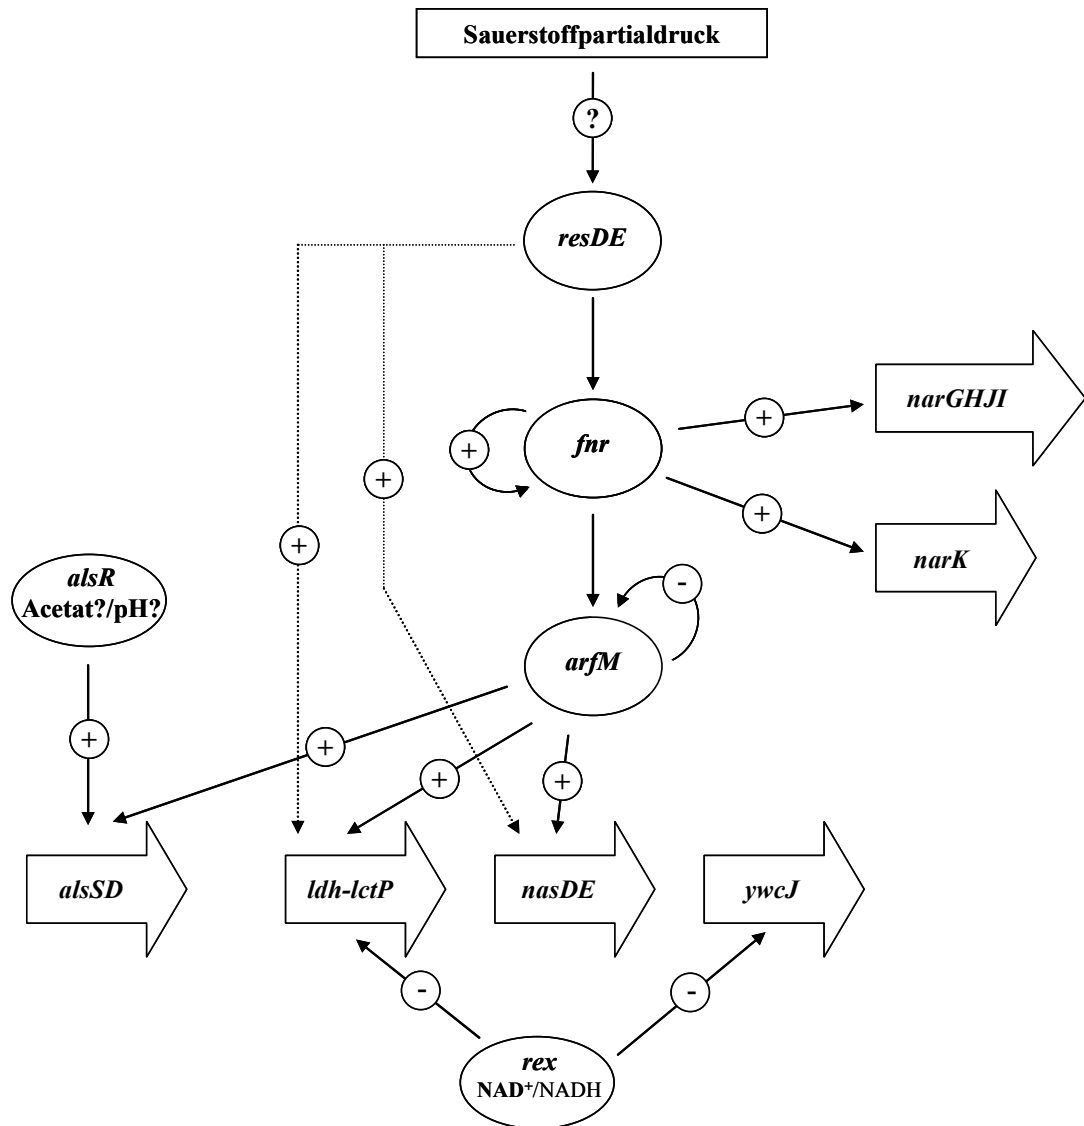 Sauerstoffpartialdruck
?
resDE
narGHJI
+
fnr
+
+
+
narK
+
alsR
Acetat?/pH?
-
arfM
+
+
+
+
alsSD
ldh-lctP
nasDE
ywcJ
-
-
rex
NAD⁺/NADH